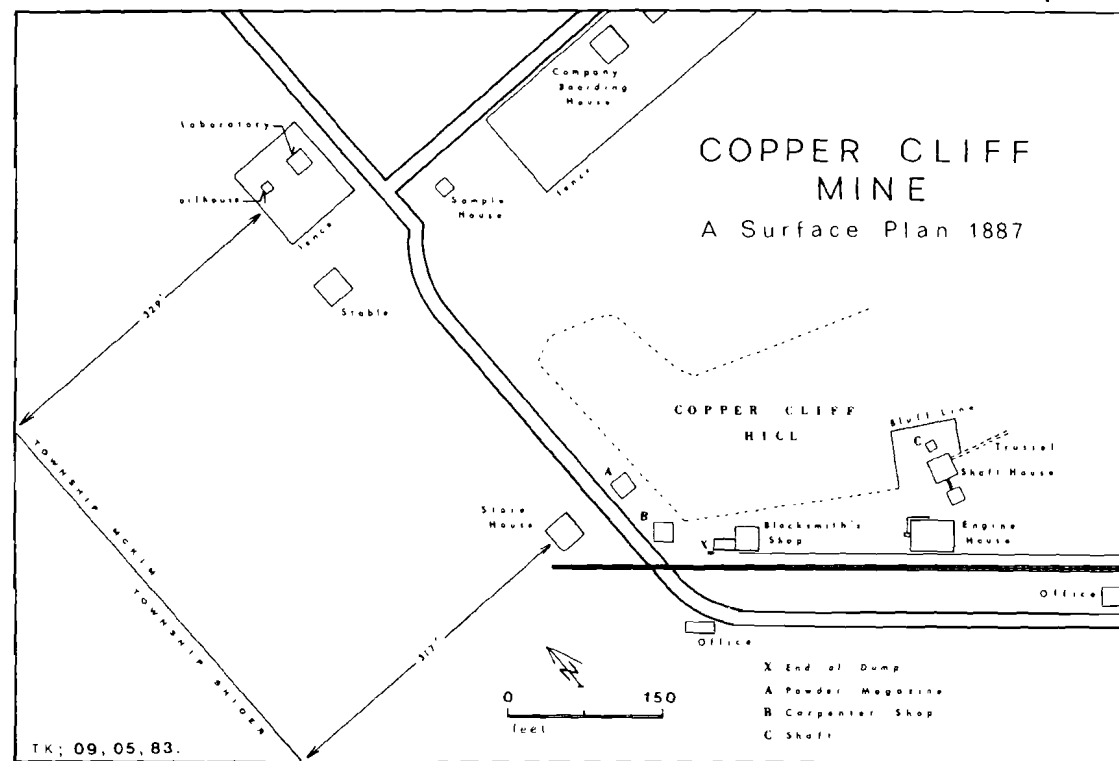 COPPER CLIFF
MINE
A Surface Plan 1887
Company
Boarding
House
laboratory
oilhouse
fence
fence
Sample
House
Stable
329'
COPPER CLIFF
HILL
Bluff Line
C
Trussel
Shaft House
A
B
Store
House
X
Blacksmith's
Shop
Engine
House
Office
Office
TOWNSHIP MCKIM
TOWNSHIP SNIDER
317'
0 150
feet
N
X End of Dump
A Powder Magazine
B Carpenter Shop
C Shaft
TK; 09, 05, 83.